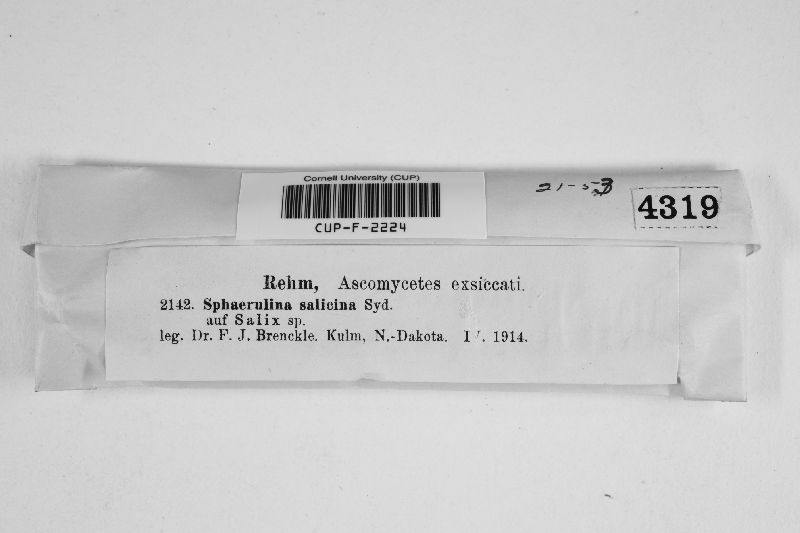 Cornell University (CUP)
CUP-F-2224
4319
Rehm, Ascomycetes exsiccati.
2142. Sphaerulina salicina Syd.
auf Salix sp.
leg. Dr. F. J. Brenckle. Kulm, N.-Dakota. 1914.